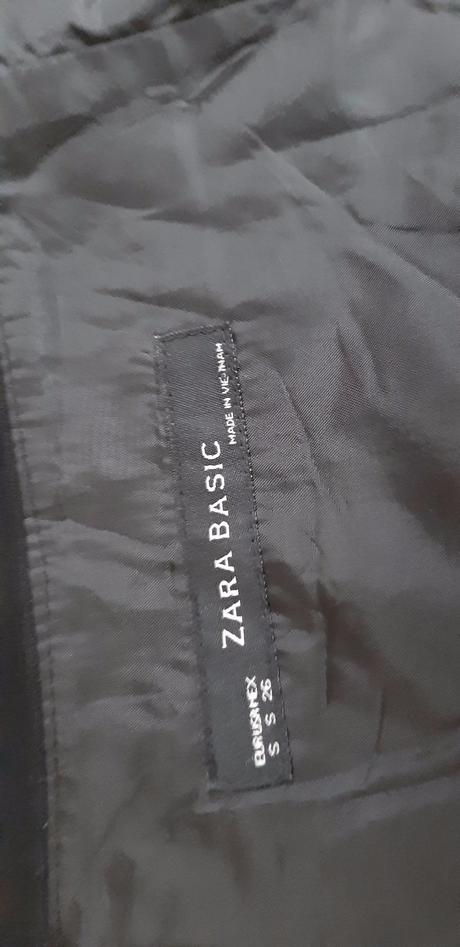 EUR USA MEX
S S 26
ZARA BASIC
MADE IN VIETNAM